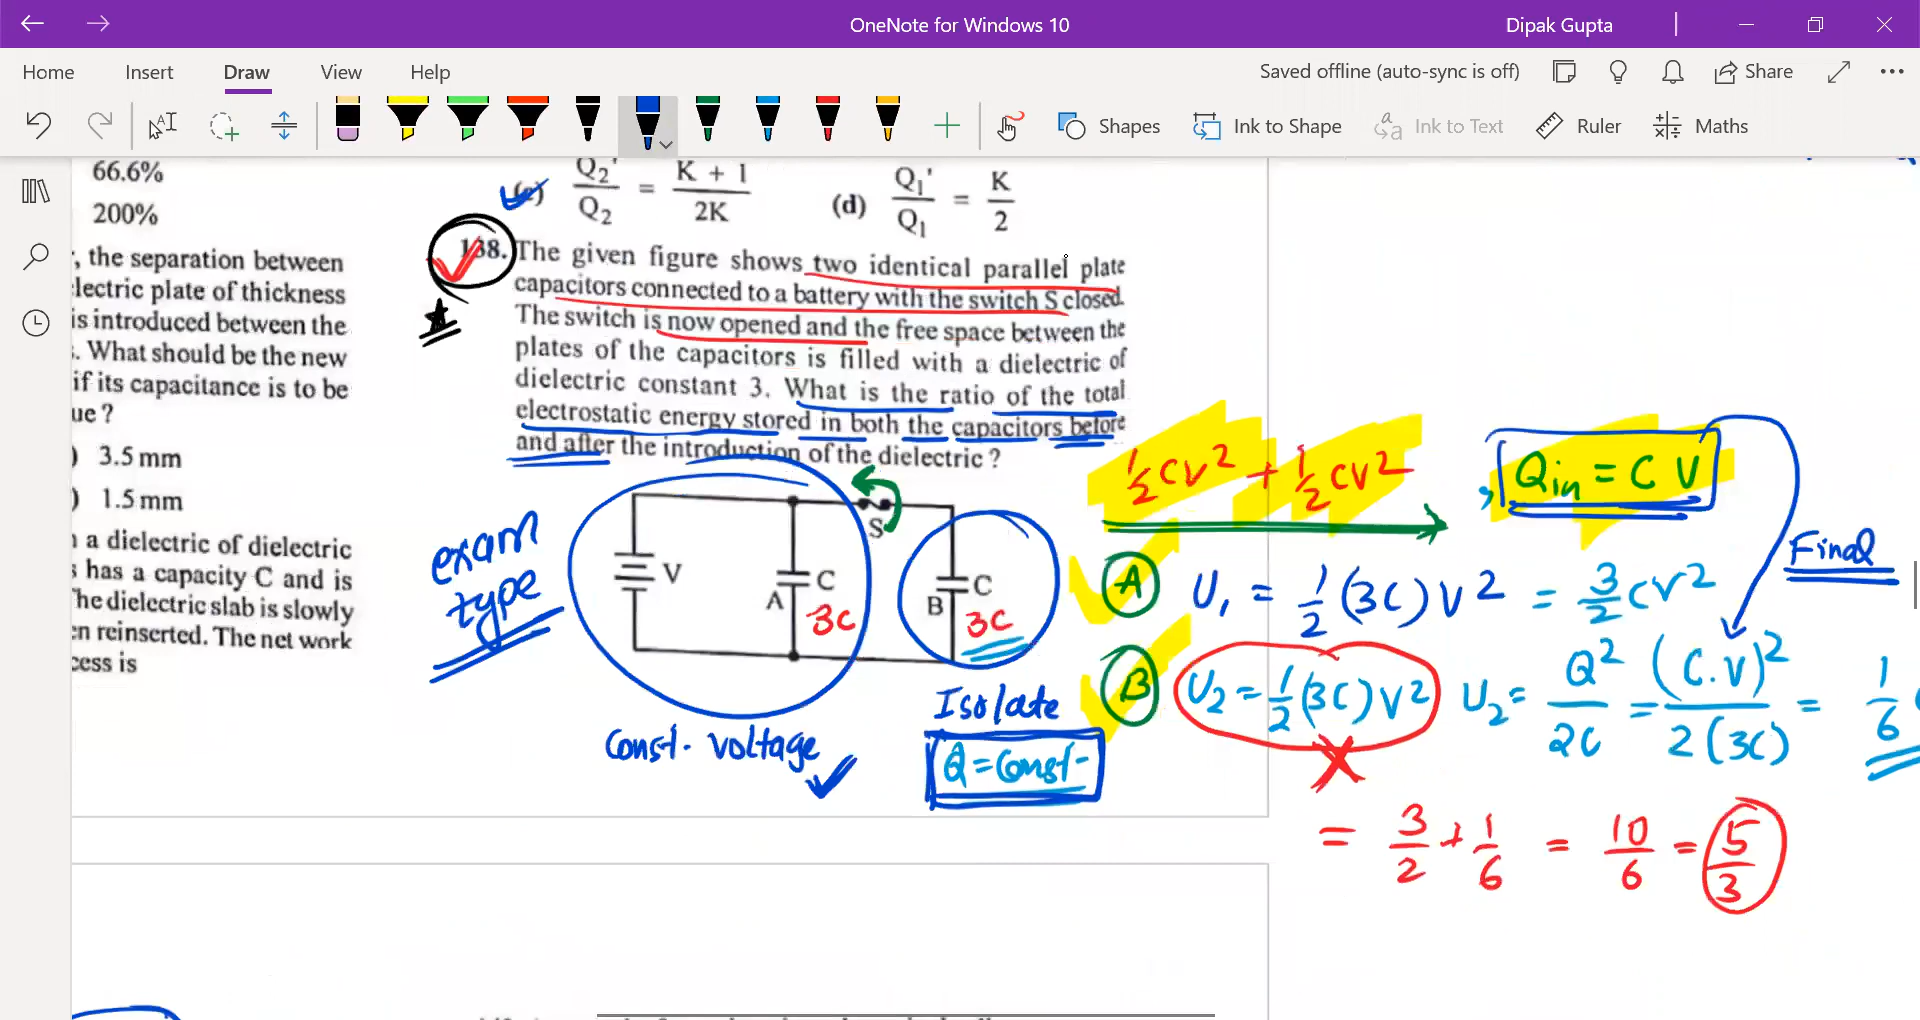 OneNote for Windows 10
Dipak Gupta
Home Insert Draw View Help
Saved offline (auto-sync is off)
Share
Shapes
Ink to Shape
Ink to Text
Ruler
Maths
66.6%
200%
, the separation between
lectric plate of thickness
is introduced between the
. What should be the new
if its capacitance is to be
ue ?
) 3.5 mm
) 1.5 mm
a dielectric of dielectric
has a capacity C and is
he dielectric slab is slowly
en reinserted. The net work
cess is
(c) Q2'/Q2 = K + 1/2K (d) Q1'/Q1 = K/2
138. The given figure shows two identical parallel plate
capacitors connected to a battery with the switch S closed.
The switch is now opened and the free space between the
plates of the capacitors is filled with a dielectric of
dielectric constant 3. What is the ratio of the total
electrostatic energy stored in both the capacitors before
and after the introduction of the dielectric ?
exam
type
V
A
C
3C
S
B
C
3C
Const. voltage
Isolate
Q = Const
½CV² + ½CV²
, Qin = C V
Final
A U₁ = ½(3C)V² = 3/2 CV²
B U₂ = ½(3C)V² U₂ = Q²/2C = (C.V)²/2(3C) = 1/6
= 3/2 + 1/6 = 10/6 = 5/3